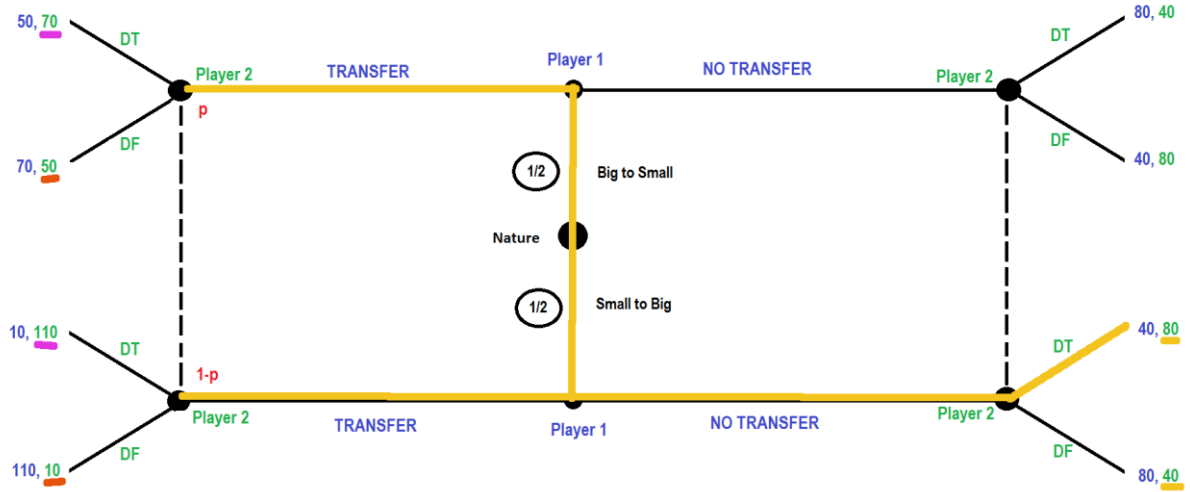 50, 70
DT
Player 2
TRANSFER
Player 1
NO TRANSFER
Player 2
DT
80, 40
p
DF
70, 50
DF
40, 80
1/2
Big to Small
Nature
1/2
Small to Big
10, 110
DT
1-p
Player 2
TRANSFER
Player 1
NO TRANSFER
Player 2
DT
40, 80
DF
110, 10
DF
80, 40